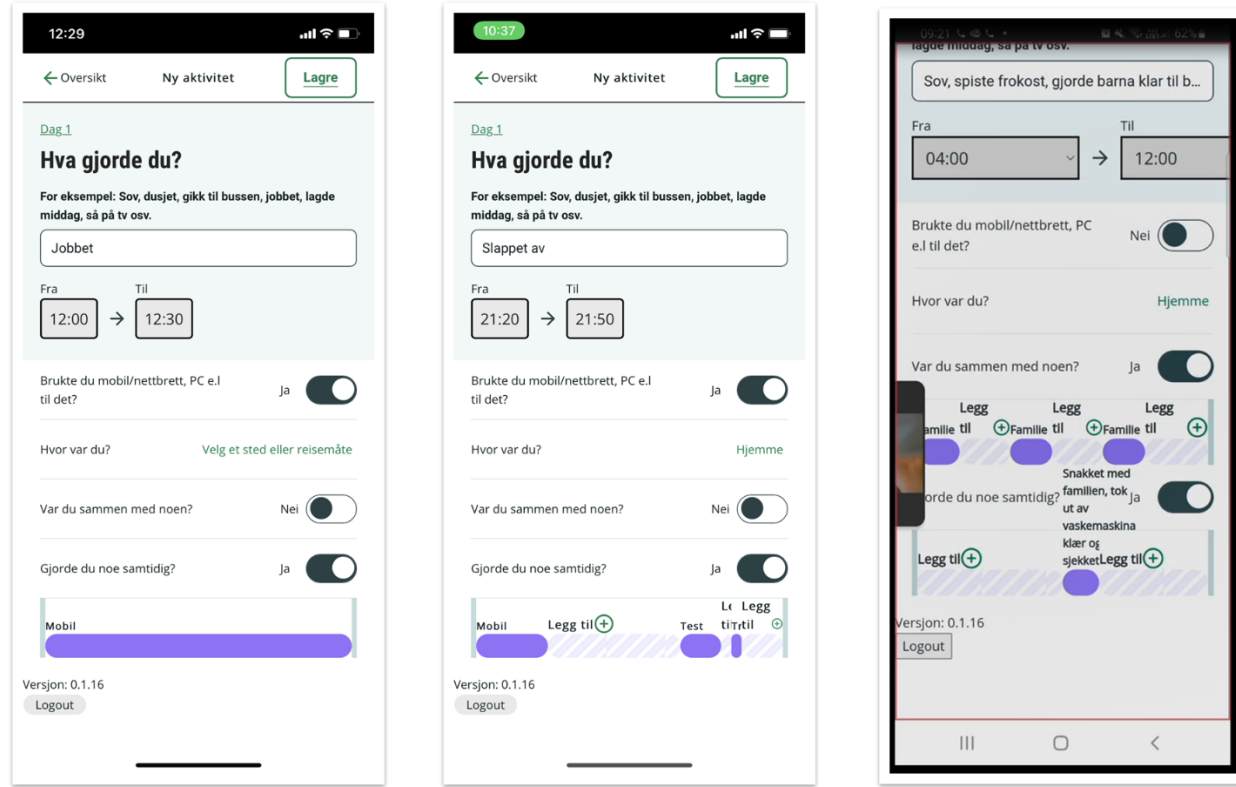 12:29
Oversikt
Ny aktivitet
Lagre
Dag 1
Hva gjorde du?
For eksempel: Sov, dusjet, gikk til bussen, jobbet, lagde
middag, så på tv osv.
Jobbet
Fra Til
12:00 → 12:30
Brukte du mobil/nettbrett, PC e.l
til det?
Ja
Hvor var du?
Velg et sted eller reisemåte
Var du sammen med noen?
Nei
Gjorde du noe samtidig?
Ja
Mobil
Versjon: 0.1.16
Logout
10:37
Oversikt
Ny aktivitet
Lagre
Dag 1
Hva gjorde du?
For eksempel: Sov, dusjet, gikk til bussen, jobbet, lagde
middag, så på tv osv.
Slappet av
Fra Til
21:20 → 21:50
Brukte du mobil/nettbrett, PC e.l
til det?
Ja
Hvor var du?
Hjemme
Var du sammen med noen?
Nei
Gjorde du noe samtidig?
Ja
Legg
Mobil Legg til Test til
Versjon: 0.1.16
Logout
09:21 62%
lagde middag, så på tv osv.
Sov, spiste frokost, gjorde barna klar til b...
Fra Til
04:00 → 12:00
Brukte du mobil/nettbrett, PC
e.l til det?
Nei
Hvor var du?
Hjemme
Var du sammen med noen?
Ja
Legg Legg Legg
amilie til Familie til Familie til
Snakket med
familien, tok
ut av
vaskemaskina
klær og
sjekket
orde du noe samtidig?
Ja
Legg til Legg til
Versjon: 0.1.16
Logout